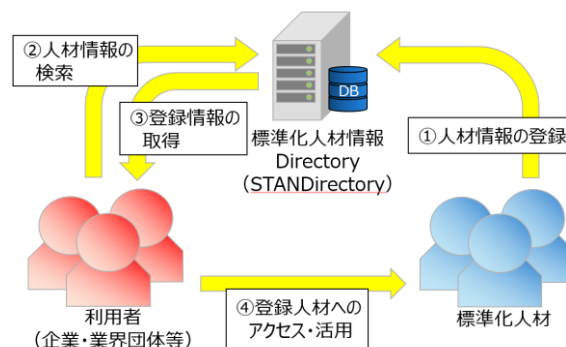 ②人材情報の
検索
③登録情報の
取得
DB
標準化人材情報
Directory
（STANDirectory）
①人材情報の登録
利用者
（企業・業界団体等）
④登録人材への
アクセス・活用
標準化人材